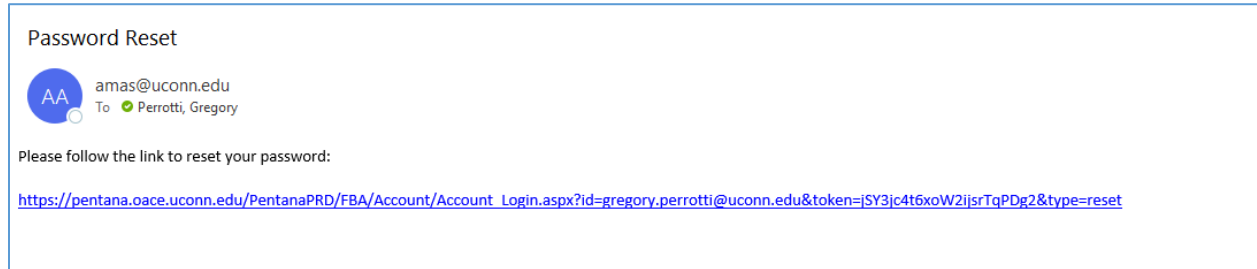 Password Reset
AA
amas@uconn.edu
To Perrotti, Gregory
Please follow the link to reset your password:
https://pentana.oace.uconn.edu/PentanaPRD/FBA/Account/Account_Login.aspx?id=gregory.perrotti@uconn.edu&token=jSY3jc4t6xoW2ijsrTqPDg2&type=reset